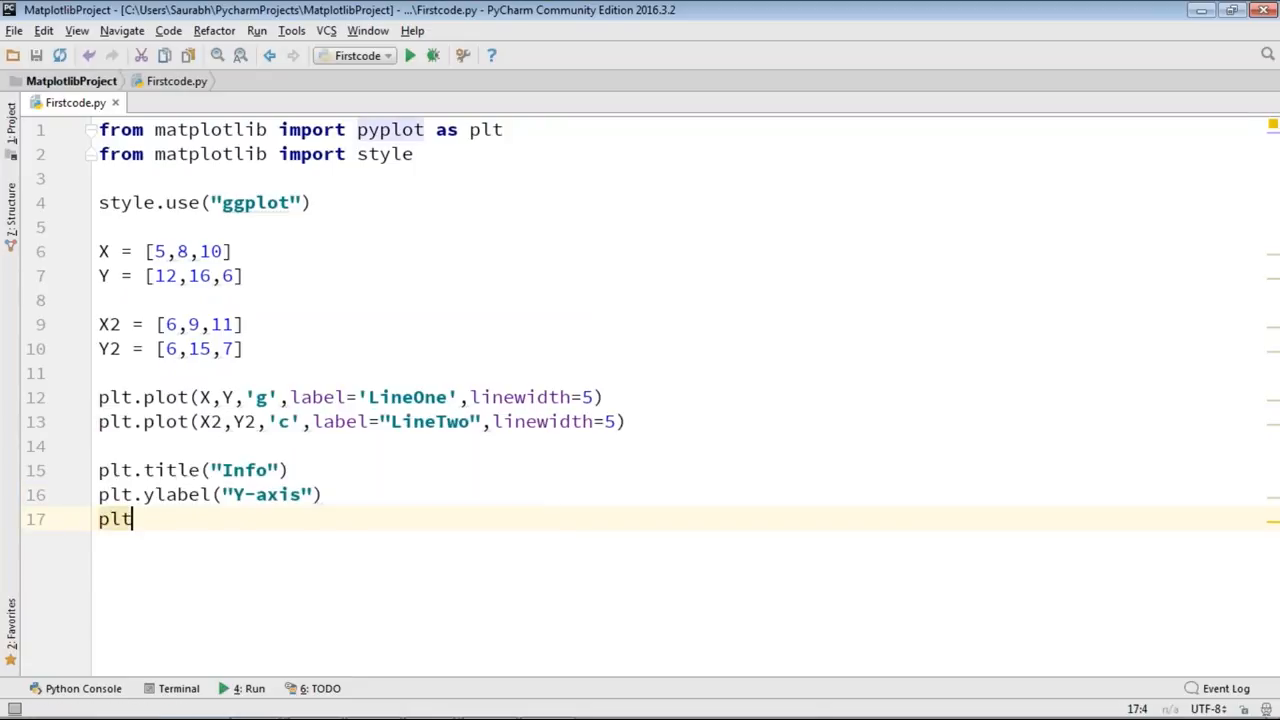 MatplotlibProject - [C:\Users\Saurabh\PycharmProjects\MatplotlibProject] - ...\Firstcode.py - PyCharm Community Edition 2016.3.2
File Edit View Navigate Code Refactor Run Tools VCS Window Help
Firstcode
MatplotlibProject Firstcode.py
Firstcode.py
1: Project
7: Structure
2: Favorites
1 from matplotlib import pyplot as plt
2 from matplotlib import style
3
4 style.use("ggplot")
5
6 X = [5,8,10]
7 Y = [12,16,6]
8
9 X2 = [6,9,11]
10 Y2 = [6,15,7]
11
12 plt.plot(X,Y,'g',label='LineOne',linewidth=5)
13 plt.plot(X2,Y2,'c',label="LineTwo",linewidth=5)
14
15 plt.title("Info")
16 plt.ylabel("Y-axis")
17 plt
Python Console Terminal 4: Run 6: TODO Event Log
17:4 n/a UTF-8